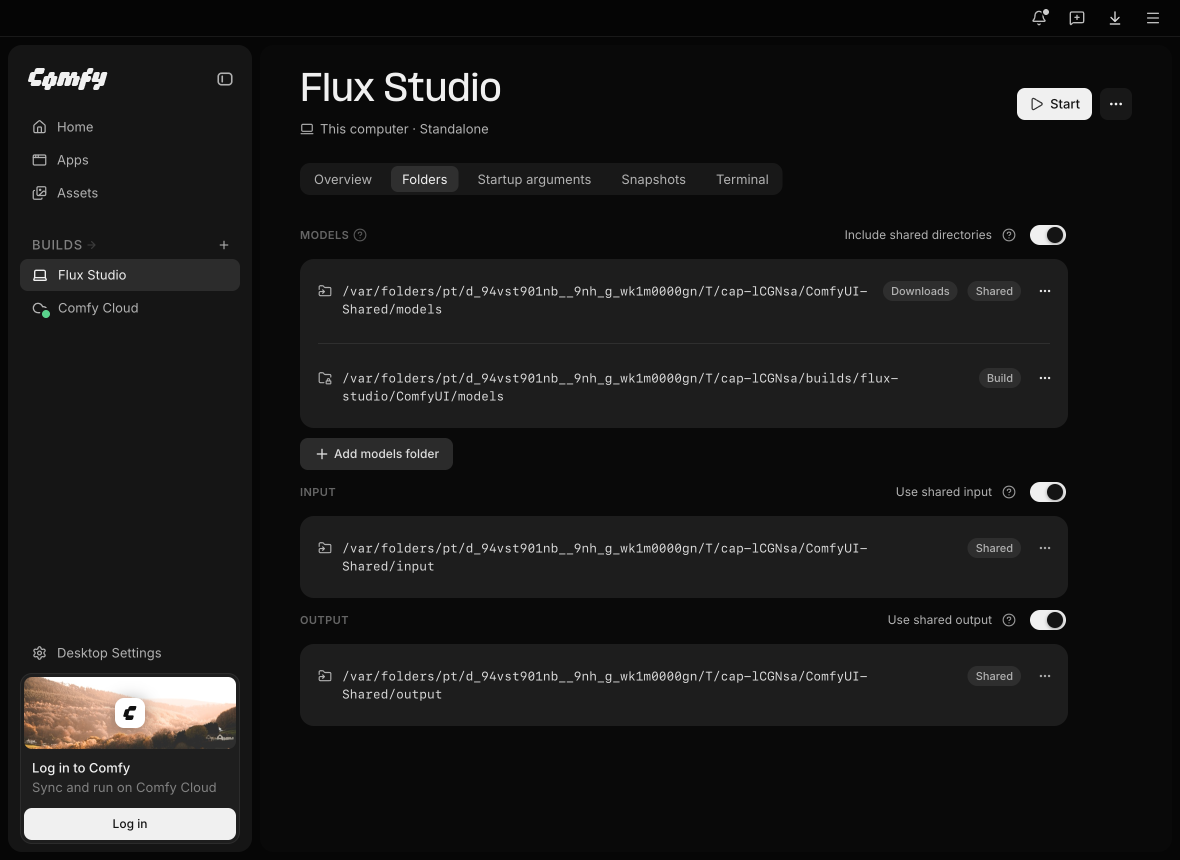 Comfy
Home
Apps
Assets
BUILDS
Flux Studio
Comfy Cloud
Desktop Settings
Log in to Comfy
Sync and run on Comfy Cloud
Log in
Flux Studio
This computer · Standalone
Start
Overview
Folders
Startup arguments
Snapshots
Terminal
MODELS
Include shared directories
/var/folders/pt/d_94vst901nb__9nh_g_wk1m0000gn/T/cap-lCGNsa/ComfyUI-
Shared/models
Downloads
Shared
/var/folders/pt/d_94vst901nb__9nh_g_wk1m0000gn/T/cap-lCGNsa/builds/flux-
studio/ComfyUI/models
Build
Add models folder
INPUT
Use shared input
/var/folders/pt/d_94vst901nb__9nh_g_wk1m0000gn/T/cap-lCGNsa/ComfyUI-
Shared/input
Shared
OUTPUT
Use shared output
/var/folders/pt/d_94vst901nb__9nh_g_wk1m0000gn/T/cap-lCGNsa/ComfyUI-
Shared/output
Shared